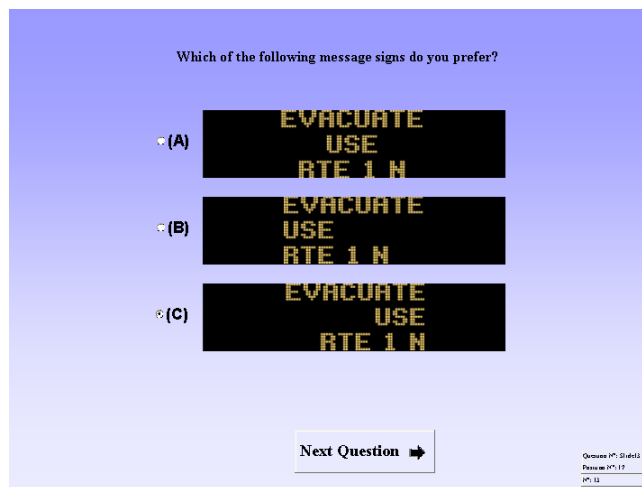 Which of the following message signs do you prefer?
(A)
EVACUATE
USE
RTE 1 N
(B)
EVACUATE
USE
RTE 1 N
(C)
EVACUATE
USE
RTE 1 N
Next Question